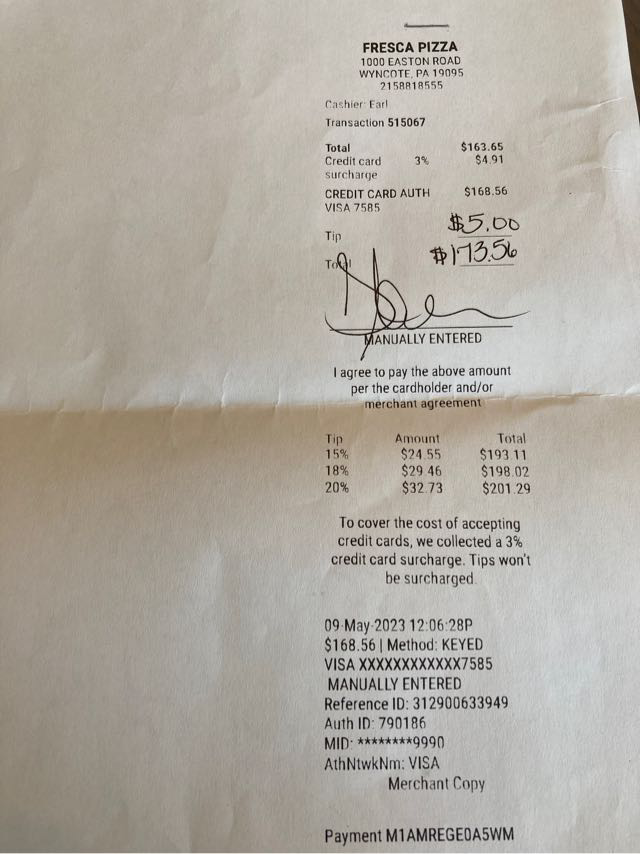 FRESCA PIZZA
1000 EASTON ROAD
WYNCOTE, PA 19095
2158818555
Cashier: Earl
Transaction 515067
Total $163.65
Credit card 3% $4.91
surcharge
CREDIT CARD AUTH $168.56
VISA 7585
Tip $5.00
Total $173.56
MANUALLY ENTERED
I agree to pay the above amount
per the cardholder and/or
merchant agreement
Tip Amount Total
15% $24.55 $193.11
18% $29.46 $198.02
20% $32.73 $201.29
To cover the cost of accepting
credit cards, we collected a 3%
credit card surcharge. Tips won't
be surcharged.
09-May-2023 12:06:28P
$168.56 | Method: KEYED
VISA XXXXXXXXXXXX7585
MANUALLY ENTERED
Reference ID: 312900633949
Auth ID: 790186
MID: ********9990
AthNtwkNm: VISA
Merchant Copy
Payment M1AMREGE0A5WM